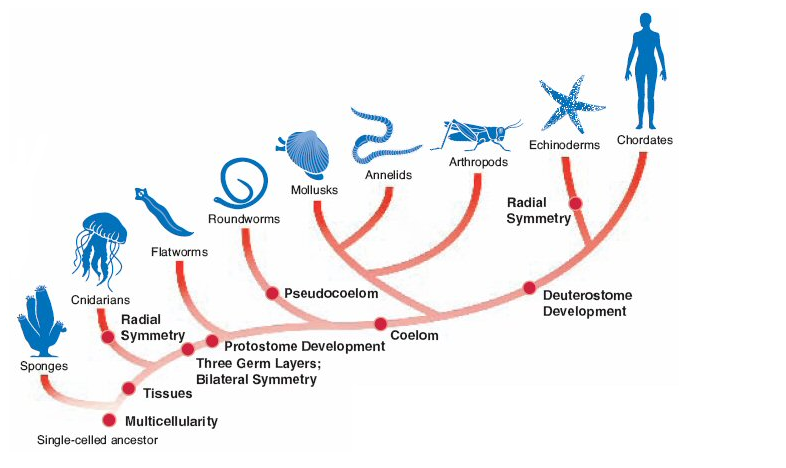 Chordates
Echinoderms
Arthropods
Annelids
Mollusks
Radial
Symmetry
Roundworms
Flatworms
Pseudocoelom
Cnidarians
Deuterostome
Development
Radial
Symmetry
Coelom
Protostome Development
Sponges
Three Germ Layers;
Bilateral Symmetry
Tissues
Multicellularity
Single-celled ancestor